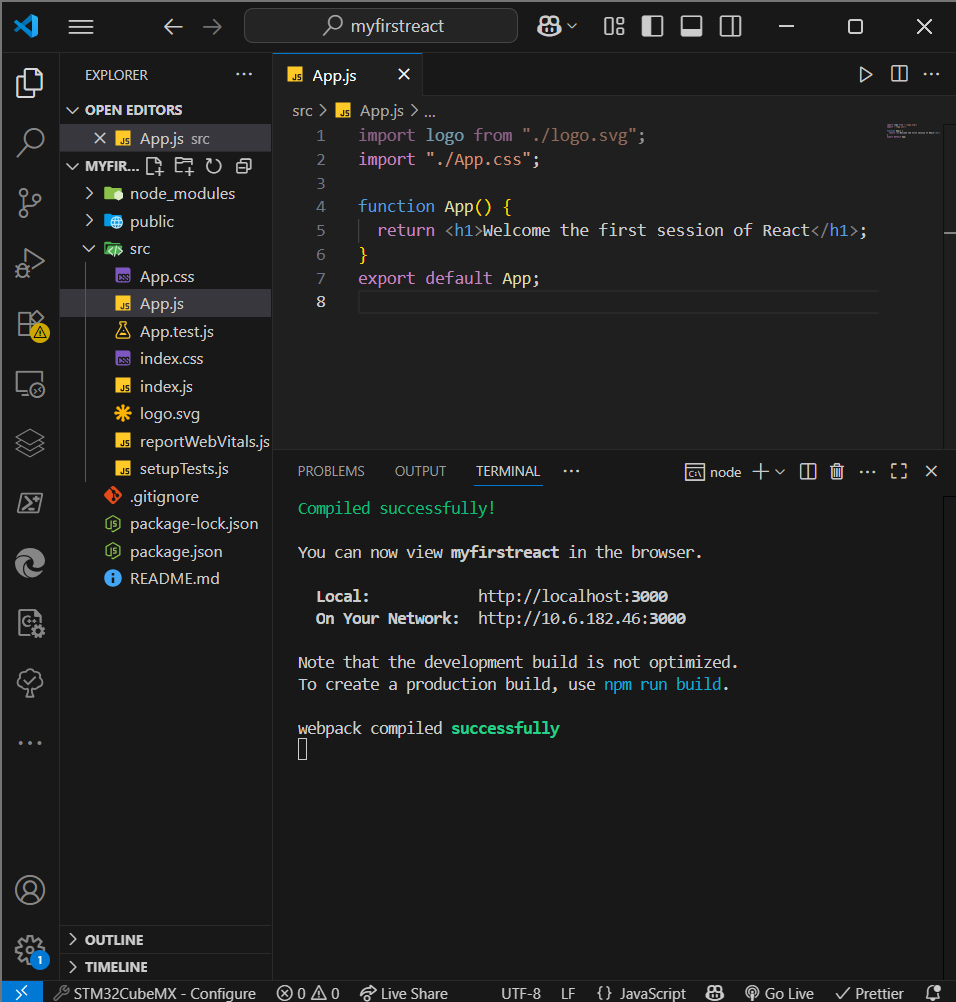 myfirstreact
EXPLORER ...
OPEN EDITORS
App.js src
MYFIR...
node_modules
public
src
App.css
App.js
App.test.js
index.css
index.js
logo.svg
reportWebVitals.js
setupTests.js
.gitignore
package-lock.json
package.json
README.md
OUTLINE
TIMELINE
JS App.js
src > JS App.js > ...
1 import logo from "./logo.svg";
2 import "./App.css";
3
4 function App() {
5 return <h1>Welcome the first session of React</h1>;
6 }
7 export default App;
8
PROBLEMS OUTPUT TERMINAL ... node
Compiled successfully!
You can now view myfirstreact in the browser.
Local: http://localhost:3000
On Your Network: http://10.6.182.46:3000
Note that the development build is not optimized.
To create a production build, use npm run build.
webpack compiled successfully
1
STM32CubeMX - Configure 0 0 Live Share UTF-8 LF {} JavaScript Go Live Prettier